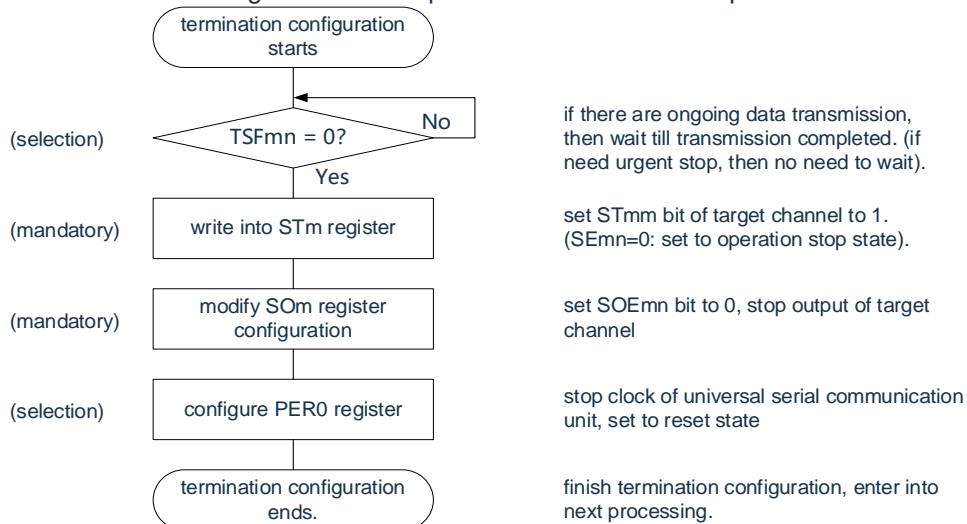 termination configuration
starts
(selection)
TSFmn = 0?
No
Yes
if there are ongoing data transmission,
then wait till transmission completed. (if
need urgent stop, then no need to wait).
(mandatory)
write into STm register
set STmm bit of target channel to 1.
(SEmn=0: set to operation stop state).
(mandatory)
modify SOm register
configuration
set SOEmn bit to 0, stop output of target
channel
(selection)
configure PER0 register
stop clock of universal serial communication
unit, set to reset state
termination configuration
ends.
finish termination configuration, enter into
next processing.